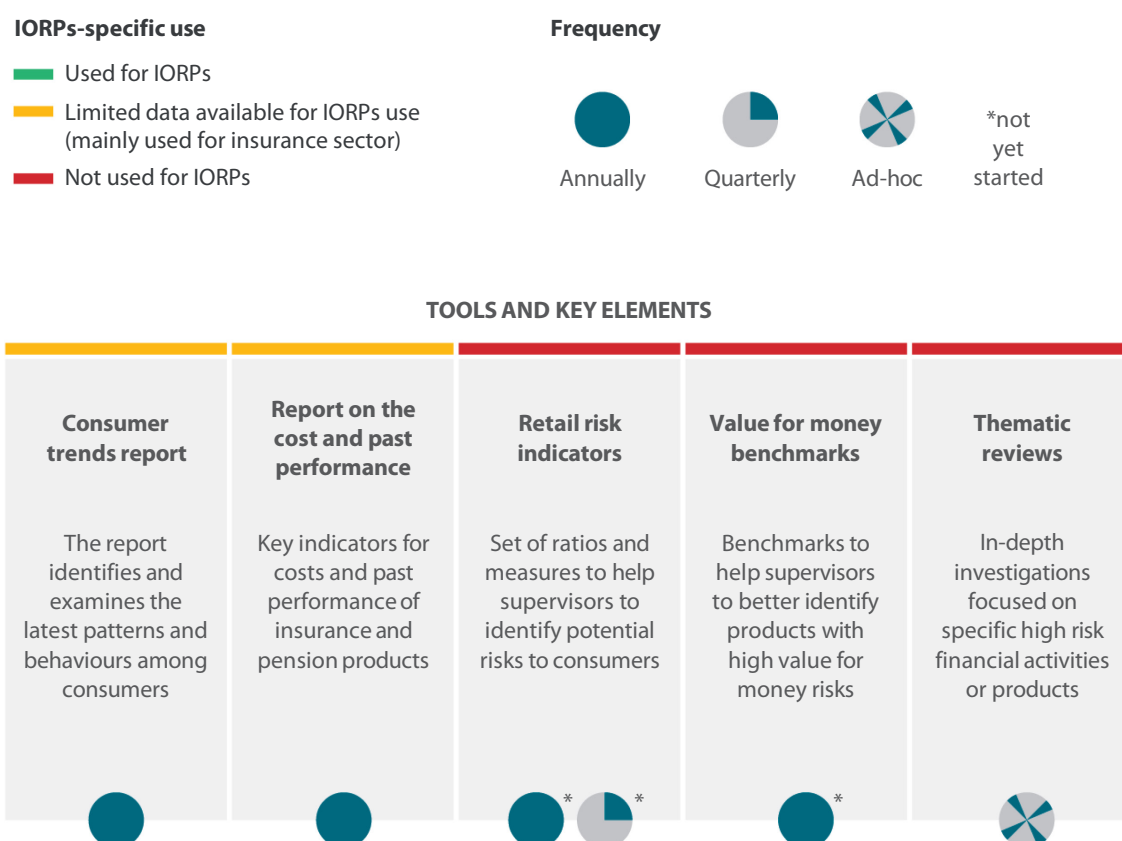 IORPs-specific use
Used for IORPs
Limited data available for IORPs use
(mainly used for insurance sector)
Not used for IORPs
Frequency
Annually
Quarterly
Ad-hoc
*not
yet
started
TOOLS AND KEY ELEMENTS
Consumer
trends report
The report
identifies and
examines the
latest patterns and
behaviours among
consumers
Report on the
cost and past
performance
Key indicators for
costs and past
performance of
insurance and
pension products
Retail risk
indicators
Set of ratios and
measures to help
supervisors to
identify potential
risks to consumers
*
*
Value for money
benchmarks
Benchmarks to
help supervisors
to better identify
products with
high value for
money risks
*
Thematic
reviews
In-depth
investigations
focused on
specific high risk
financial activities
or products